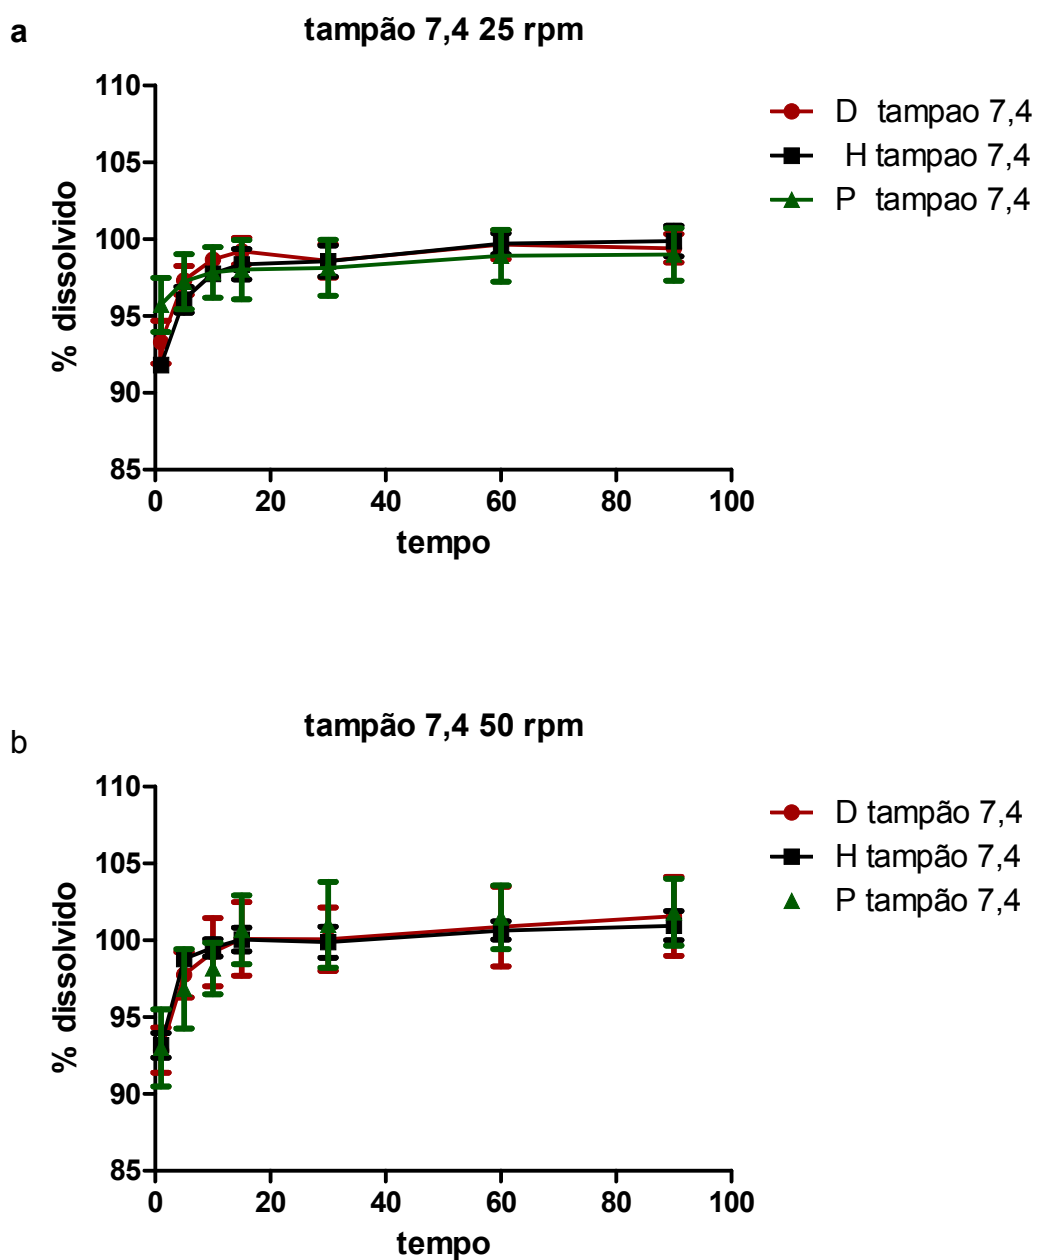 a
tampão 7,4 25 rpm
110
105
100
95
90
85
% dissolvido
0 20 40 60 80 100
tempo
D tampao 7,4
H tampao 7,4
P tampao 7,4
b
tampão 7,4 50 rpm
110
105
100
95
90
85
% dissolvido
0 20 40 60 80 100
tempo
D tampão 7,4
H tampão 7,4
P tampão 7,4